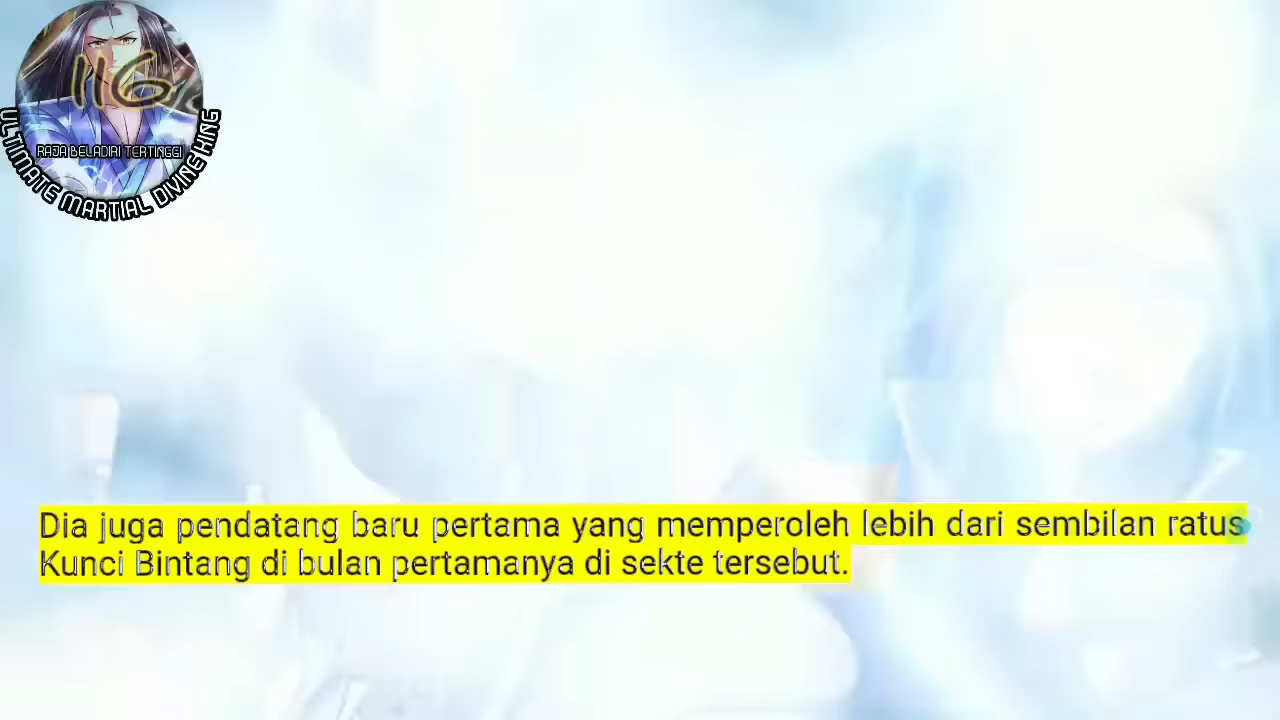 116
RAJA BELADIRI TERTINGGI
ULTIMATE MARTIAL DIVINE KING
Dia juga pendatang baru pertama yang memperoleh lebih dari sembilan ratus
Kunci Bintang di bulan pertamanya di sekte tersebut.